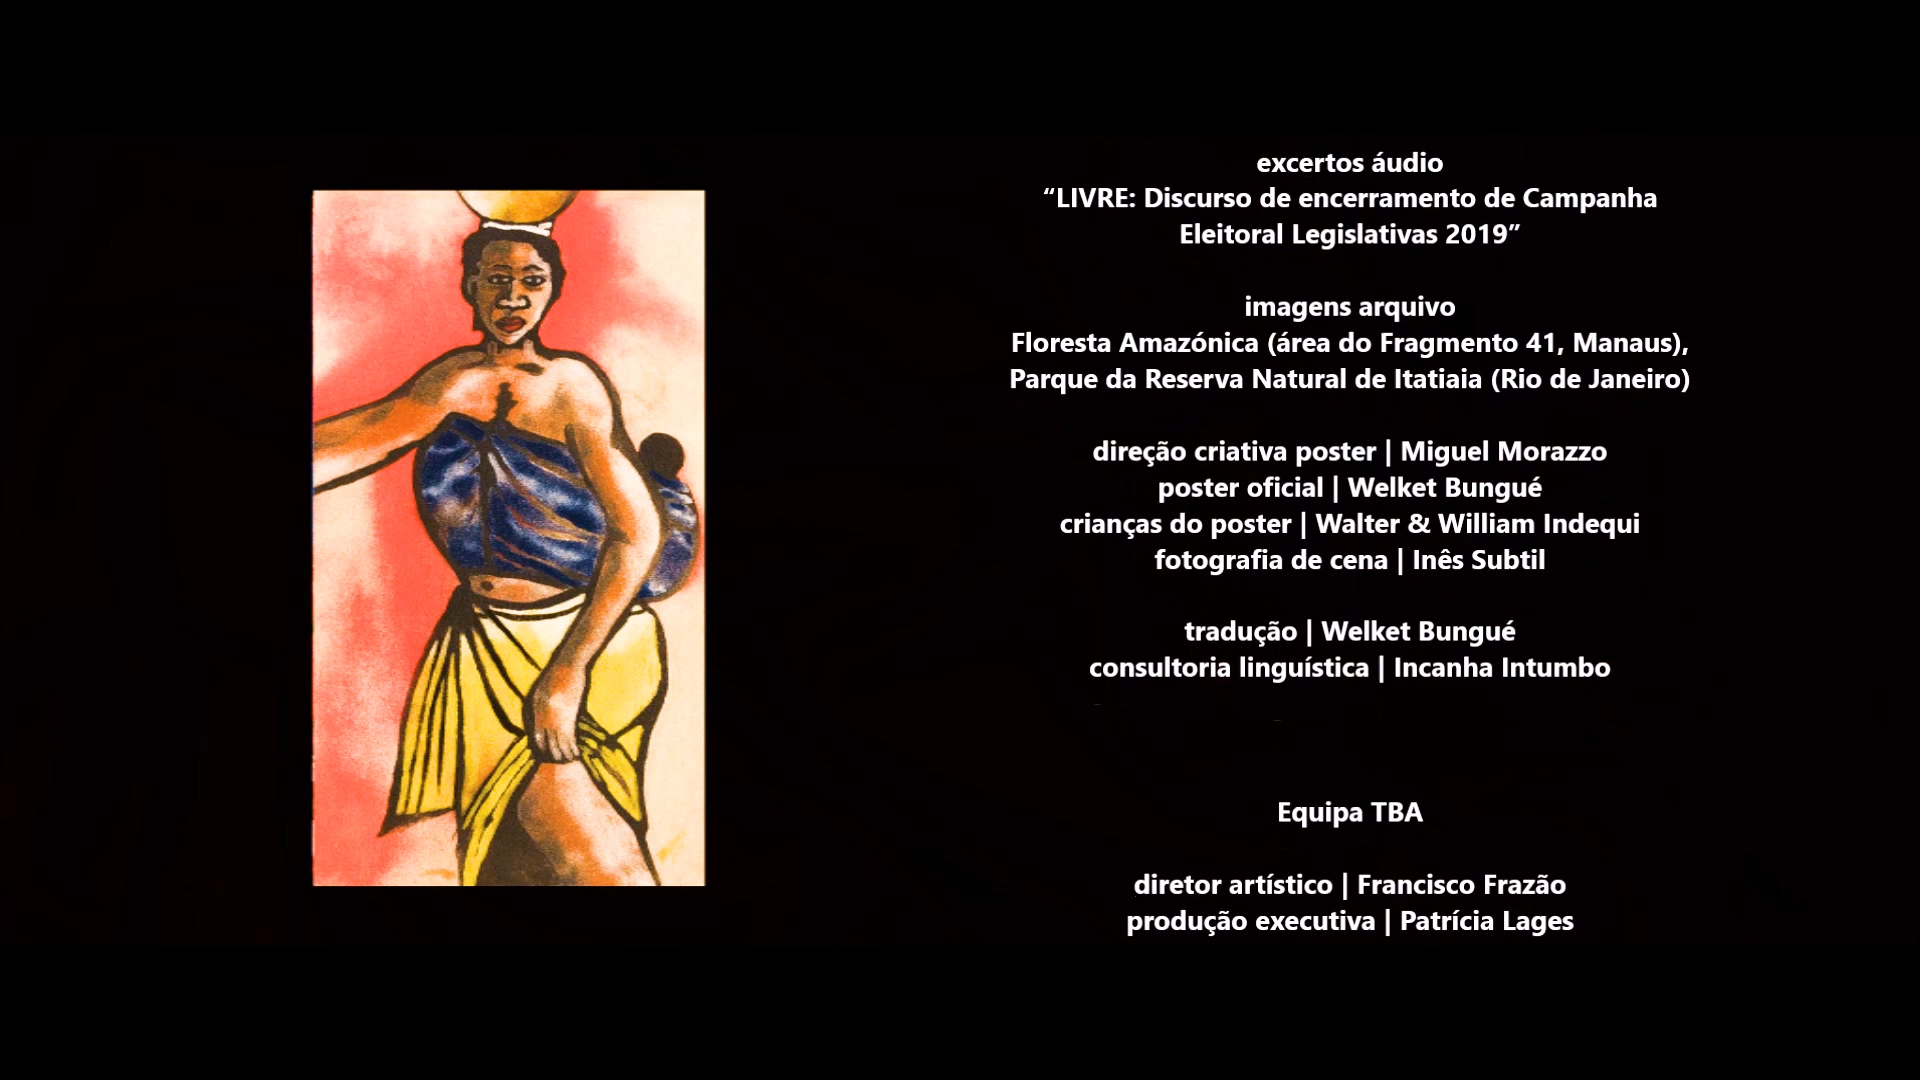 excertos áudio
“LIVRE: Discurso de encerramento de Campanha
Eleitoral Legislativas 2019”
imagens arquivo
Floresta Amazónica (área do Fragmento 41, Manaus),
Parque da Reserva Natural de Itatiaia (Rio de Janeiro)
direção criativa poster | Miguel Morazzo
poster oficial | Welket Bungué
crianças do poster | Walter & William Indequi
fotografia de cena | Inês Subtil
tradução | Welket Bungué
consultoria linguística | Incanha Intumbo
Equipa TBA
diretor artístico | Francisco Frazão
produção executiva | Patrícia Lages